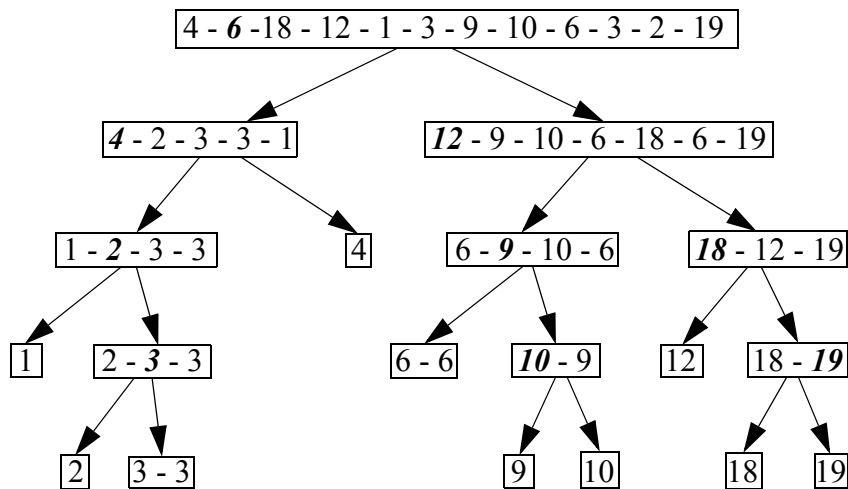 4 - 6 -18 - 12 - 1 - 3 - 9 - 10 - 6 - 3 - 2 - 19
4 - 2 - 3 - 3 - 1
12 - 9 - 10 - 6 - 18 - 6 - 19
1 - 2 - 3 - 3
4
6 - 9 - 10 - 6
18 - 12 - 19
1
2 - 3 - 3
6 - 6
10 - 9
12
18 - 19
2
3 - 3
9
10
18
19